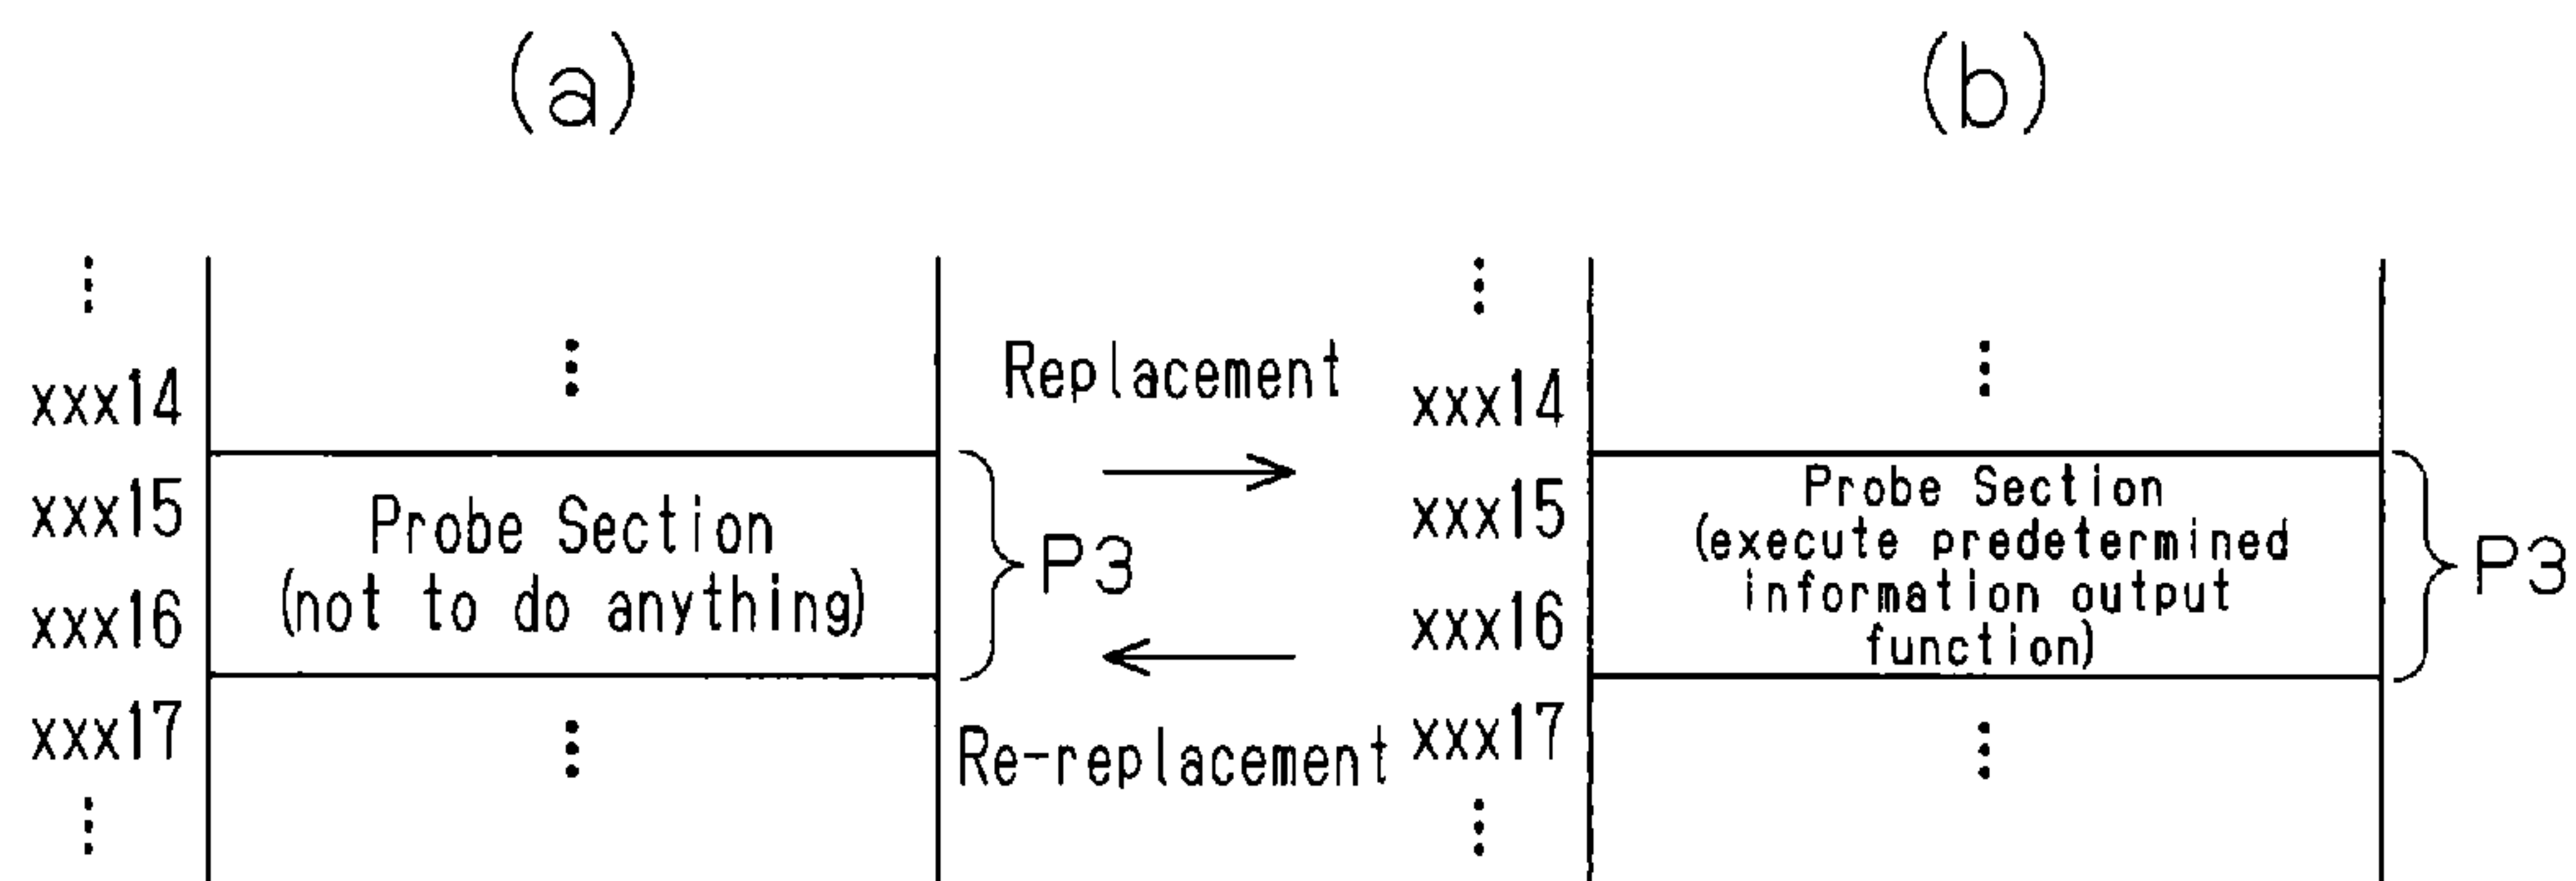 (a)
(b)
⋮
xxx14
xxx15
xxx16
xxx17
⋮
⋮
Probe Section
(not to do anything)
⋮
P3
Replacement
Re-replacement
⋮
xxx14
xxx15
xxx16
xxx17
⋮
⋮
Probe Section
(execute predetermined
information output
function)
⋮
P3